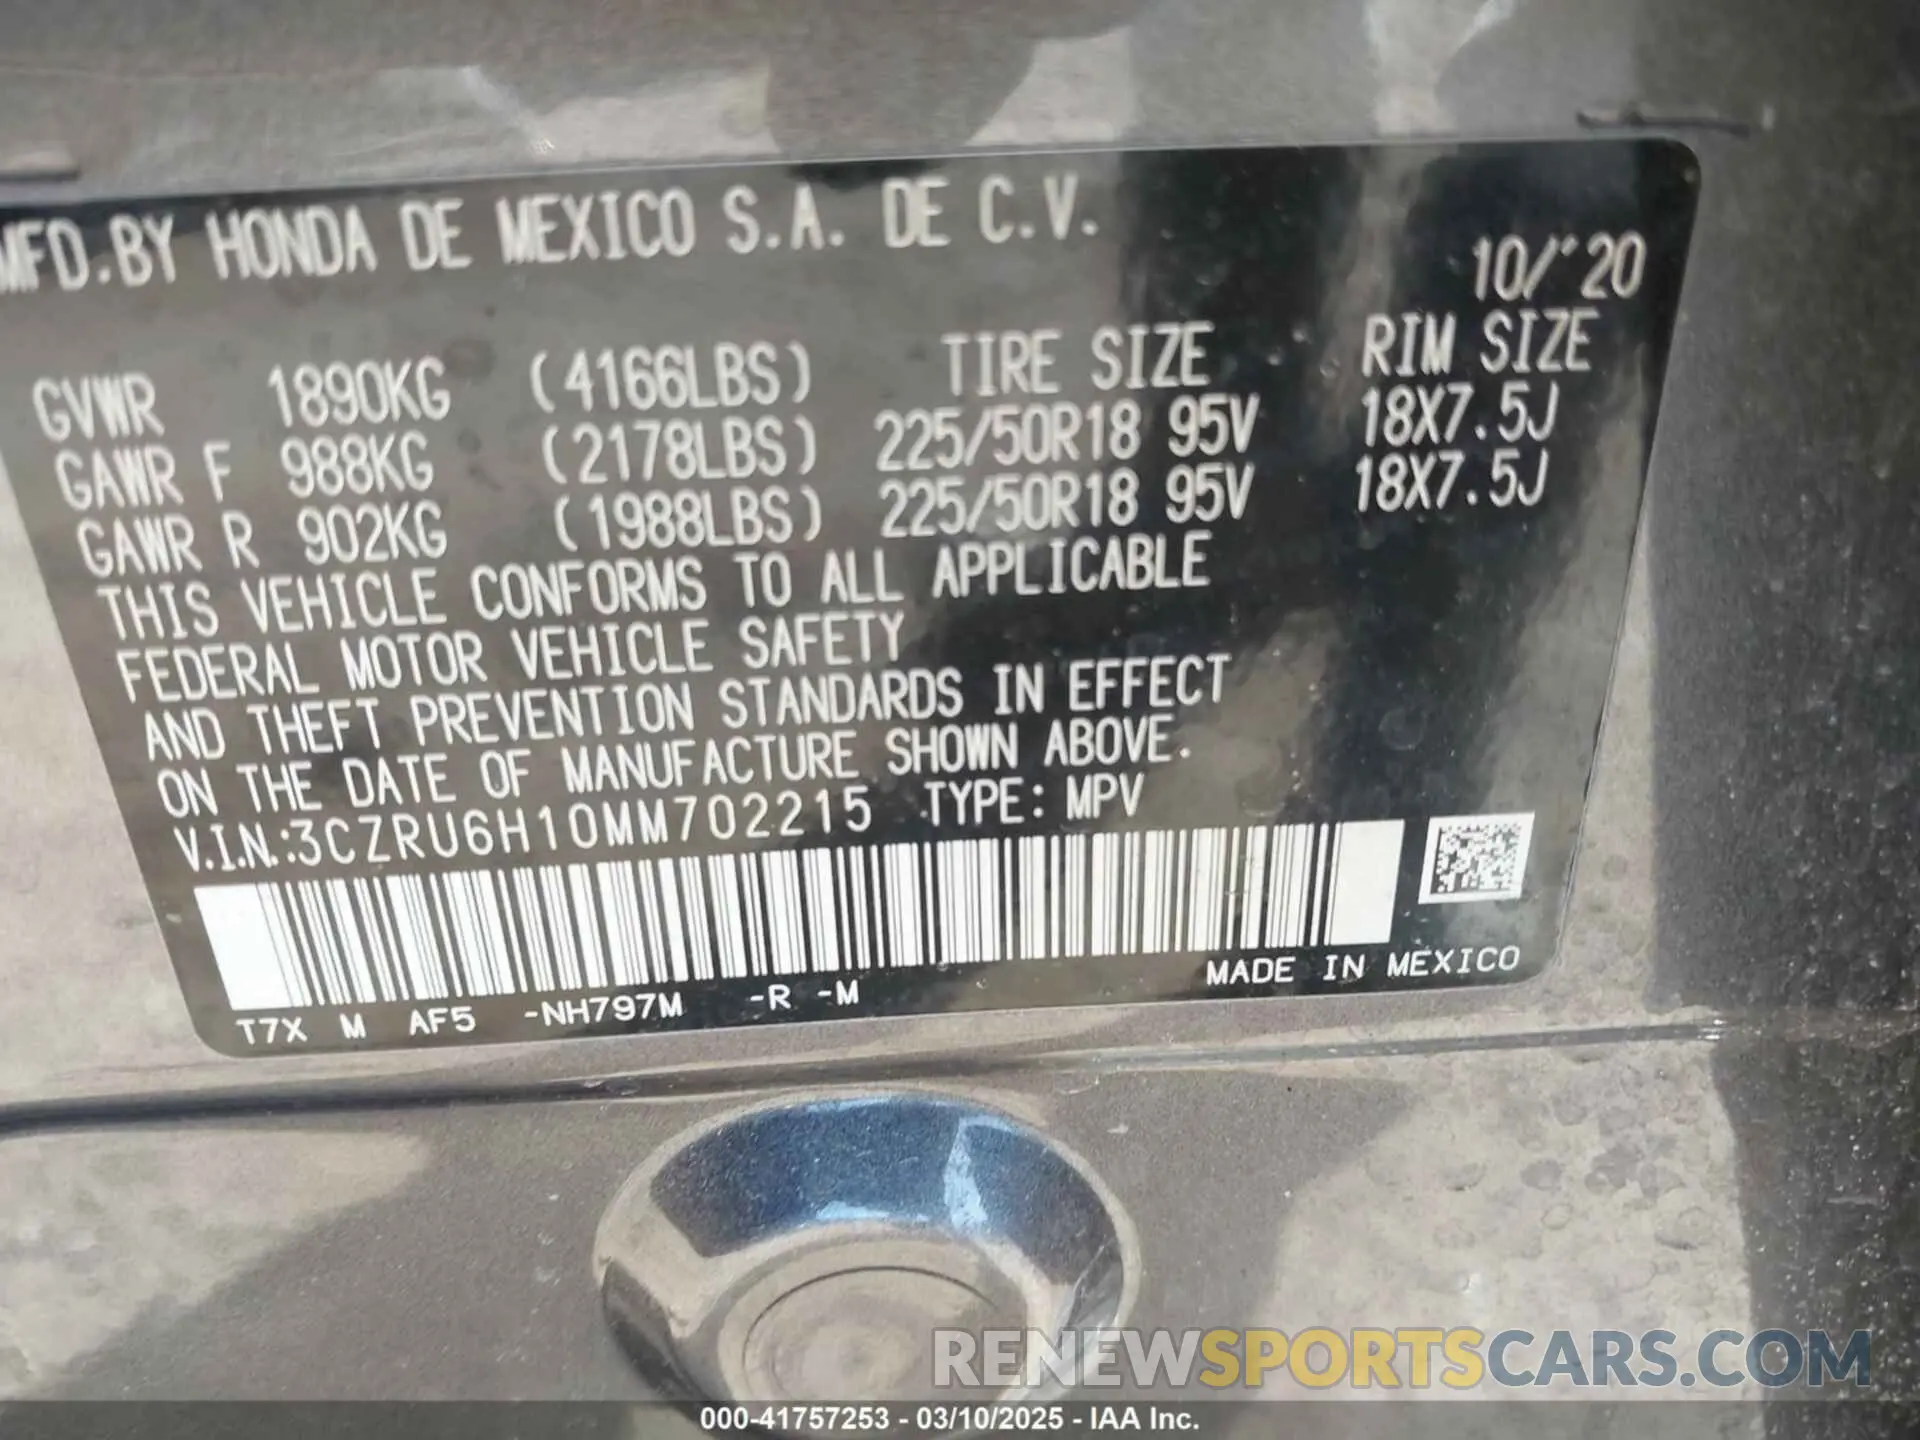 MFD.BY HONDA DE MEXICO S.A. DE C.V.
10/'20
GVWR 1890KG (4166LBS) TIRE SIZE RIM SIZE
GAWR F 988KG (2178LBS) 225/50R18 95V 18X7.5J
GAWR R 902KG (1988LBS) 225/50R18 95V 18X7.5J
THIS VEHICLE CONFORMS TO ALL APPLICABLE
FEDERAL MOTOR VEHICLE SAFETY
AND THEFT PREVENTION STANDARDS IN EFFECT
ON THE DATE OF MANUFACTURE SHOWN ABOVE.
V.I.N.:3CZRU6H10MM702215 TYPE: MPV
MADE IN MEXICO
T7X M AF5 -NH797M -R -M
RENEWSPORTSCARS.COM
000-41757253 - 03/10/2025 - IAA Inc.